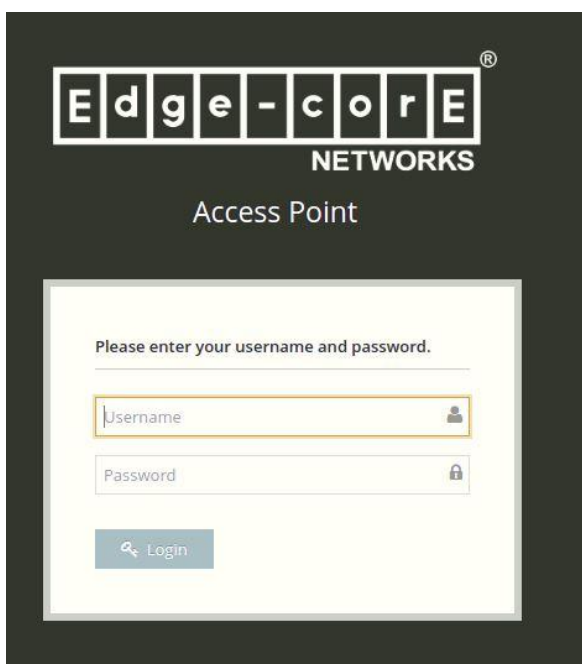 Edge-corE®
NETWORKS
Access Point
Please enter your username and password.
Username
Password
Login